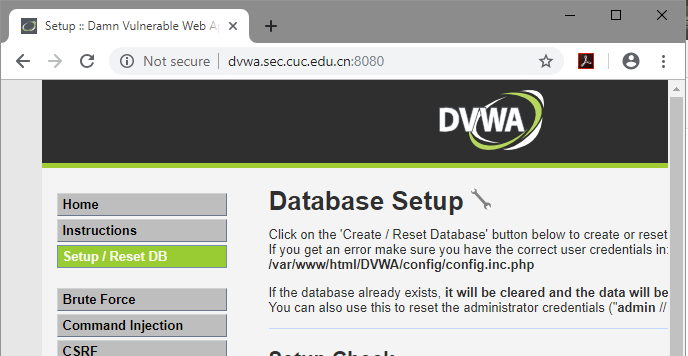 Setup :: Damn Vulnerable Web A
Not secure | dvwa.sec.cuc.edu.cn:8080
DVWA
Home
Instructions
Setup / Reset DB
Brute Force
Command Injection
CSRF
Database Setup
Click on the 'Create / Reset Database' button below to create or reset
If you get an error make sure you have the correct user credentials in:
/var/www/html/DVWA/config/config.inc.php
If the database already exists, it will be cleared and the data will be
You can also use this to reset the administrator credentials ("admin //
Setup Check